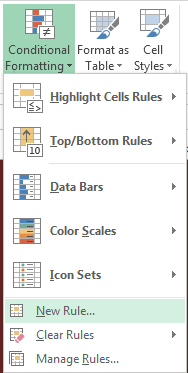 Conditional Format as Cell
Formatting Table Styles
Highlight Cells Rules
10 Top/Bottom Rules
Data Bars
Color Scales
Icon Sets
New Rule...
Clear Rules
Manage Rules...